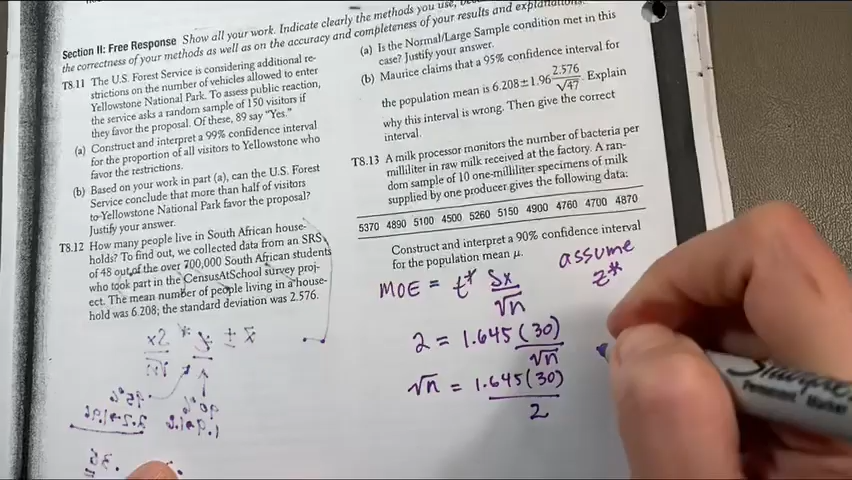 Section II: Free Response Show all your work. Indicate clearly the methods you use,
the correctness of your methods as well as on the accuracy and completeness of your results and explanations.
T8.11 The U.S. Forest Service is considering additional re-
strictions on the number of vehicles allowed to enter
Yellowstone National Park. To assess public reaction,
the service asks a random sample of 150 visitors if
they favor the proposal. Of these, 89 say "Yes."
(a) Construct and interpret a 99% confidence interval
for the proportion of all visitors to Yellowstone who
favor the restrictions.
(b) Based on your work in part (a), can the U.S. Forest
Service conclude that more than half of visitors
to Yellowstone National Park favor the proposal?
Justify your answer.
T8.12 How many people live in South African house-
holds? To find out, we collected data from an SRS
of 48 out of the over 700,000 South African students
who took part in the CensusAtSchool survey proj-
ect. The mean number of people living in a house-
hold was 6.208; the standard deviation was 2.576.
(a) Is the Normal/Large Sample condition met in this
case? Justify your answer.
(b) Maurice claims that a 95% confidence interval for
the population mean is 6.208 ± 1.96 2.576/√47. Explain
why this interval is wrong. Then give the correct
interval.
T8.13 A milk processor monitors the number of bacteria per
milliliter in raw milk received at the factory. A ran-
dom sample of 10 one-milliliter specimens of milk
supplied by one producer gives the following data:
5370 4890 5100 4500 5260 5150 4900 4760 4700 4870
Construct and interpret a 90% confidence interval
for the population mean μ.
assume
z*
MOE = t* Sx/√n
2 = 1.645 (30)/√n
√n = 1.645 (30)/2
Sharpie
Permanent Marker